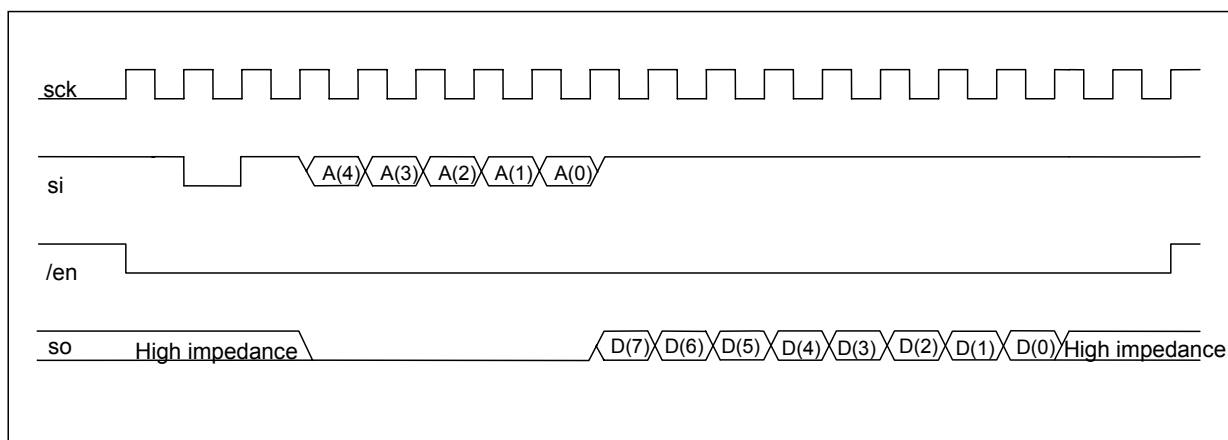 sck
si
A(4) A(3) A(2) A(1) A(0)
/en
so
High impedance
D(7) D(6) D(5) D(4) D(3) D(2) D(1) D(0)
High impedance